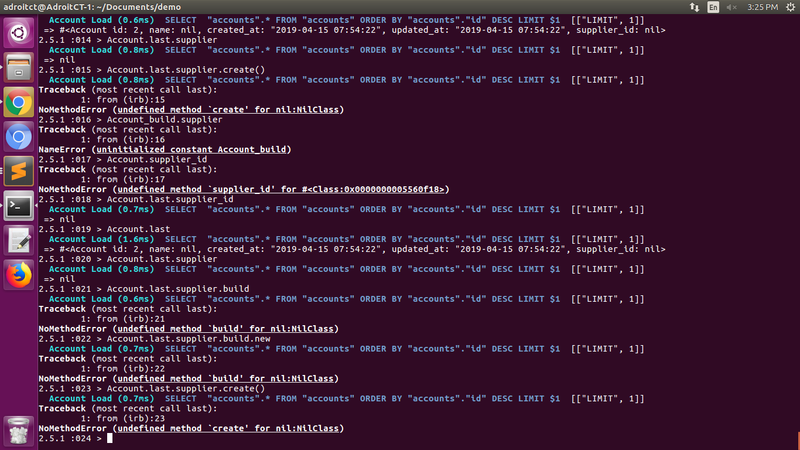 adroitct@AdroitCT-1: ~/Documents/demo
En
3:25 PM
Account Load (0.6ms)  SELECT  "accounts".* FROM "accounts" ORDER BY "accounts"."id" DESC LIMIT $1  [["LIMIT", 1]]
=> #<Account id: 2, name: nil, created_at: "2019-04-15 07:54:22", updated_at: "2019-04-15 07:54:22", supplier_id: nil>
2.5.1 :014 > Account.last.supplier
Account Load (0.8ms)  SELECT  "accounts".* FROM "accounts" ORDER BY "accounts"."id" DESC LIMIT $1  [["LIMIT", 1]]
=> nil
2.5.1 :015 > Account.last.supplier.create()
Account Load (0.8ms)  SELECT  "accounts".* FROM "accounts" ORDER BY "accounts"."id" DESC LIMIT $1  [["LIMIT", 1]]
Traceback (most recent call last):
1: from (irb):15
NoMethodError (undefined method `create' for nil:NilClass)
2.5.1 :016 > Account_build.supplier
Traceback (most recent call last):
1: from (irb):16
NameError (uninitialized constant Account_build)
2.5.1 :017 > Account.supplier_id
Traceback (most recent call last):
1: from (irb):17
NoMethodError (undefined method `supplier_id' for #<Class:0x0000000005560f18>)
2.5.1 :018 > Account.last.supplier_id
Account Load (0.7ms)  SELECT  "accounts".* FROM "accounts" ORDER BY "accounts"."id" DESC LIMIT $1  [["LIMIT", 1]]
=> nil
2.5.1 :019 > Account.last
Account Load (1.6ms)  SELECT  "accounts".* FROM "accounts" ORDER BY "accounts"."id" DESC LIMIT $1  [["LIMIT", 1]]
=> #<Account id: 2, name: nil, created_at: "2019-04-15 07:54:22", updated_at: "2019-04-15 07:54:22", supplier_id: nil>
2.5.1 :020 > Account.last.supplier
Account Load (0.8ms)  SELECT  "accounts".* FROM "accounts" ORDER BY "accounts"."id" DESC LIMIT $1  [["LIMIT", 1]]
=> nil
2.5.1 :021 > Account.last.supplier.build
Account Load (0.6ms)  SELECT  "accounts".* FROM "accounts" ORDER BY "accounts"."id" DESC LIMIT $1  [["LIMIT", 1]]
Traceback (most recent call last):
1: from (irb):21
NoMethodError (undefined method `build' for nil:NilClass)
2.5.1 :022 > Account.last.supplier.build.new
Account Load (0.7ms)  SELECT  "accounts".* FROM "accounts" ORDER BY "accounts"."id" DESC LIMIT $1  [["LIMIT", 1]]
Traceback (most recent call last):
1: from (irb):22
NoMethodError (undefined method `build' for nil:NilClass)
2.5.1 :023 > Account.last.supplier.create()
Account Load (0.7ms)  SELECT  "accounts".* FROM "accounts" ORDER BY "accounts"."id" DESC LIMIT $1  [["LIMIT", 1]]
Traceback (most recent call last):
1: from (irb):23
NoMethodError (undefined method `create' for nil:NilClass)
2.5.1 :024 >